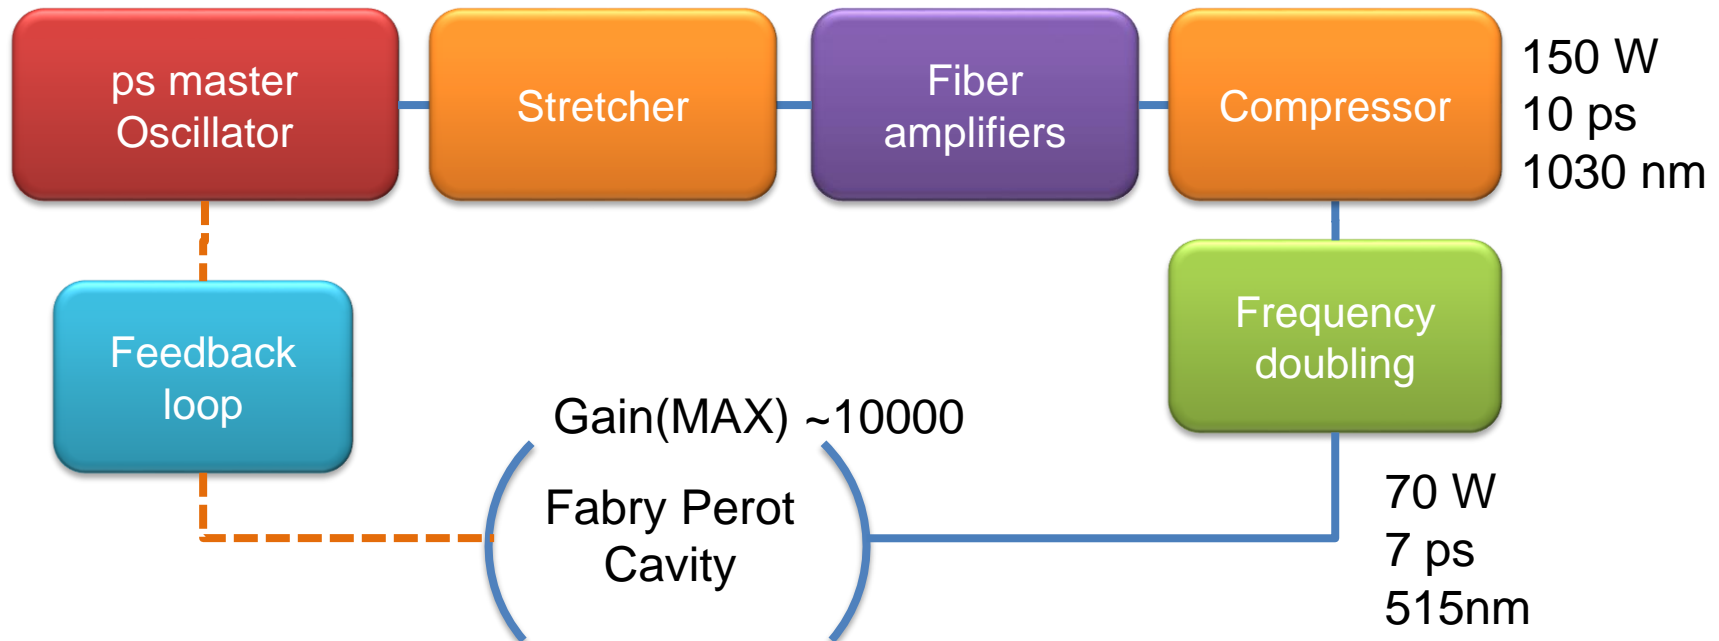 ps master
Oscillator
Stretcher
Fiber
amplifiers
Compressor
150 W
10 ps
1030 nm
Feedback
loop
Frequency
doubling
Gain(MAX) ~10000
Fabry Perot
Cavity
70 W
7 ps
515nm